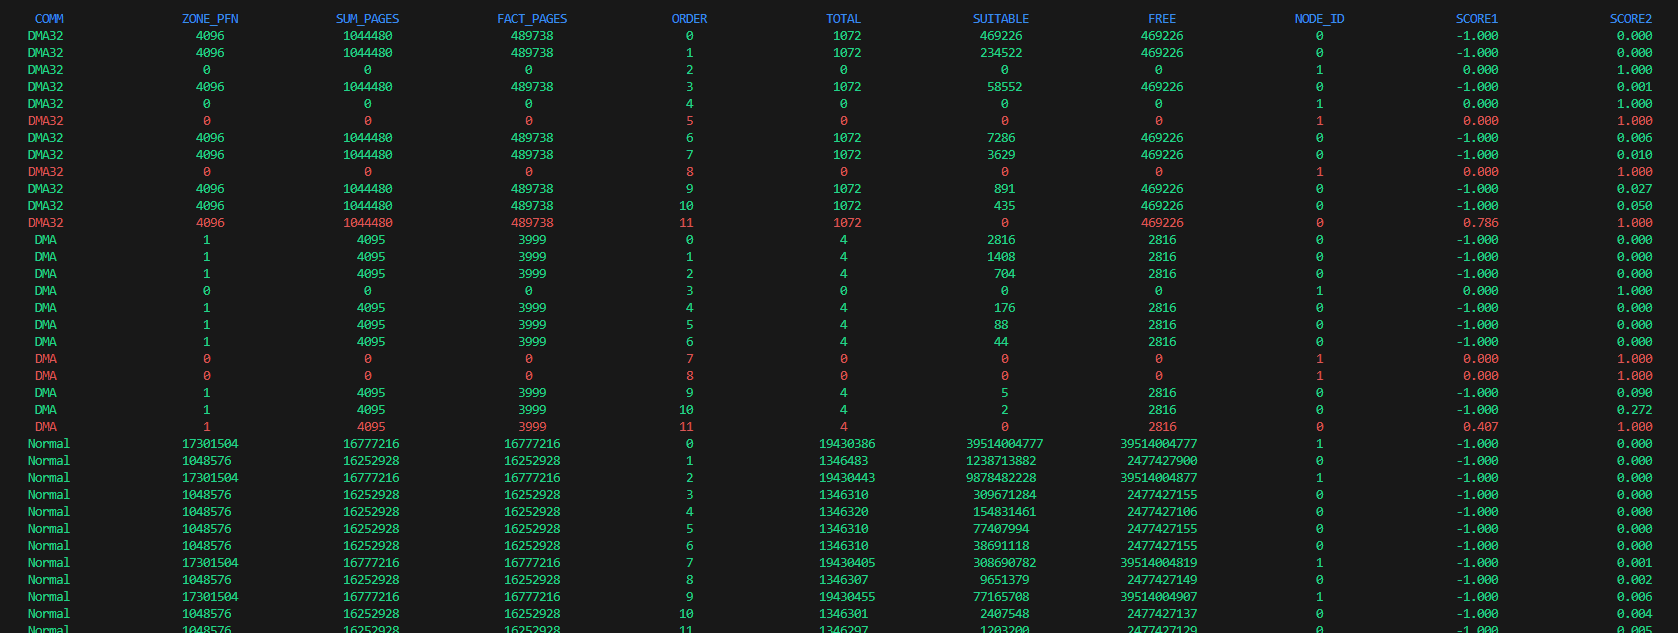 COMM ZONE_PFN SUM_PAGES FACT_PAGES ORDER TOTAL SUITABLE FREE NODE_ID SCORE1 SCORE2
DMA32 4096 1044480 489738 0 1072 469226 469226 0 -1.000 0.000
DMA32 4096 1044480 489738 1 1072 234522 469226 0 -1.000 0.000
DMA32 0 0 0 2 0 0 0 1 0.000 1.000
DMA32 4096 1044480 489738 3 1072 58552 469226 0 -1.000 0.001
DMA32 0 0 0 4 0 0 0 1 0.000 1.000
DMA32 0 0 0 5 0 0 0 1 0.000 1.000
DMA32 4096 1044480 489738 6 1072 7286 469226 0 -1.000 0.006
DMA32 4096 1044480 489738 7 1072 3629 469226 0 -1.000 0.010
DMA32 0 0 0 8 0 0 0 1 0.000 1.000
DMA32 4096 1044480 489738 9 1072 891 469226 0 -1.000 0.027
DMA32 4096 1044480 489738 10 1072 435 469226 0 -1.000 0.050
DMA32 4096 1044480 489738 11 1072 0 469226 0 0.786 1.000
DMA 1 4095 3999 0 4 2816 2816 0 -1.000 0.000
DMA 1 4095 3999 1 4 1408 2816 0 -1.000 0.000
DMA 1 4095 3999 2 4 704 2816 0 -1.000 0.000
DMA 0 0 0 3 0 0 0 1 0.000 1.000
DMA 1 4095 3999 4 4 176 2816 0 -1.000 0.000
DMA 1 4095 3999 5 4 88 2816 0 -1.000 0.000
DMA 1 4095 3999 6 4 44 2816 0 -1.000 0.000
DMA 0 0 0 7 0 0 0 1 0.000 1.000
DMA 0 0 0 8 0 0 0 1 0.000 1.000
DMA 1 4095 3999 9 4 5 2816 0 -1.000 0.090
DMA 1 4095 3999 10 4 2 2816 0 -1.000 0.272
DMA 1 4095 3999 11 4 0 2816 0 0.407 1.000
Normal 17301504 16777216 16777216 0 19430386 39514004777 39514004777 1 -1.000 0.000
Normal 1048576 16252928 16252928 1 1346483 1238713882 2477427900 0 -1.000 0.000
Normal 17301504 16777216 16777216 2 19430443 9878482228 39514004877 1 -1.000 0.000
Normal 1048576 16252928 16252928 3 1346310 309671284 2477427155 0 -1.000 0.000
Normal 1048576 16252928 16252928 4 1346320 154831461 2477427106 0 -1.000 0.000
Normal 1048576 16252928 16252928 5 1346310 77407994 2477427155 0 -1.000 0.000
Normal 1048576 16252928 16252928 6 1346310 38691118 2477427155 0 -1.000 0.000
Normal 17301504 16777216 16777216 7 19430405 308690782 39514004819 1 -1.000 0.001
Normal 1048576 16252928 16252928 8 1346307 9651379 2477427149 0 -1.000 0.002
Normal 17301504 16777216 16777216 9 19430455 77165708 39514004907 1 -1.000 0.006
Normal 1048576 16252928 16252928 10 1346301 2407548 2477427137 0 -1.000 0.004
Normal 1048576 16252928 16252928 11 1346297 1203200 2477427129 0 -1.000 0.005